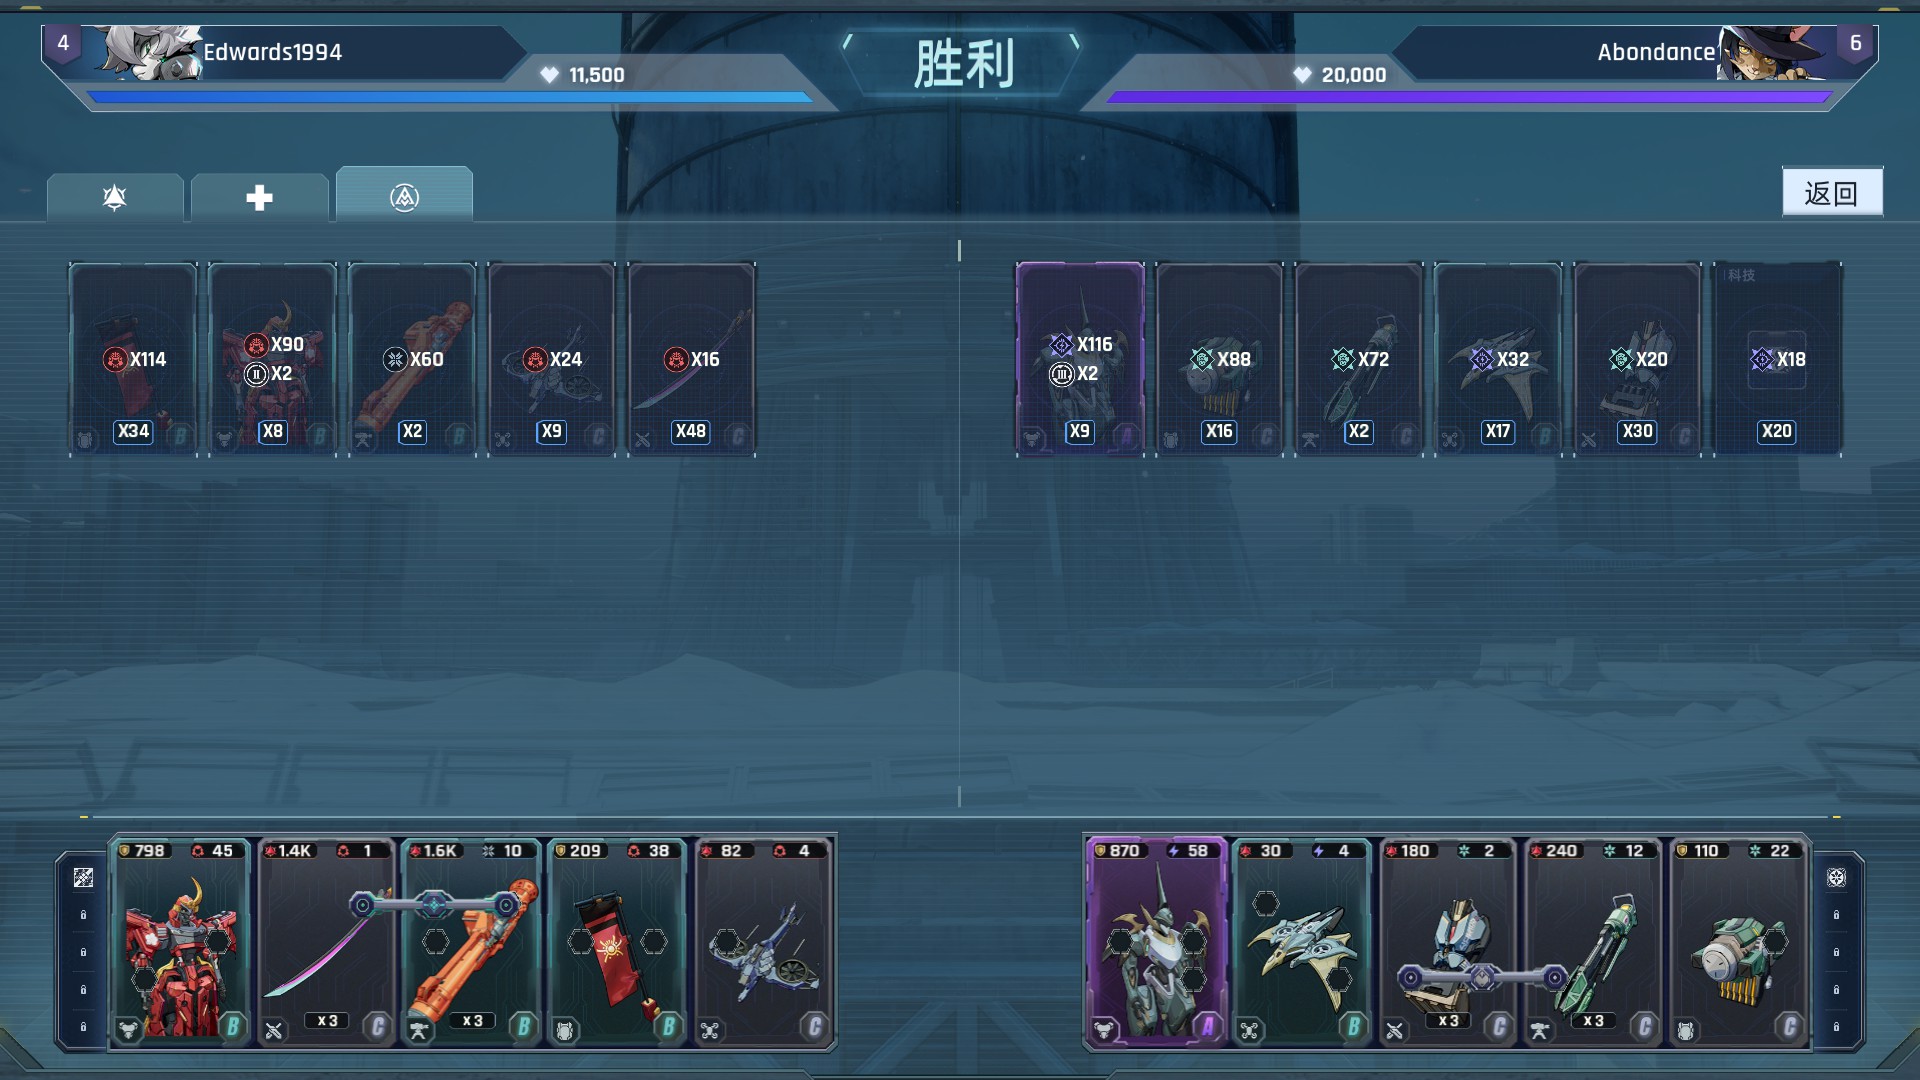 4
Edwards1994
11,500
胜利
20,000
Abondance
6
返回
X114
X34
B
X90
II X2
X8
B
X60
X2
B
X24
X9
C
X16
X48
C
X116
III X2
X9
A
X88
X16
C
X72
X2
C
X32
X17
B
X20
X30
C
科技
X18
X20
798 45
B
1.4K 1
x3
C
1.6K 10
x3
B
209 38
B
82 4
C
870 58
A
30 4
B
180 2
x3
C
240 12
x3
C
110 22
C